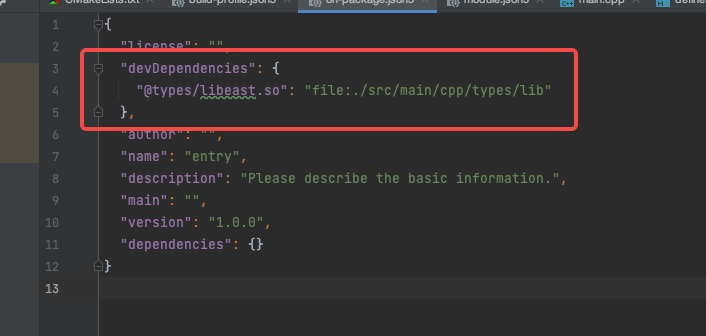 CMakeLists.txt build-profile.json5 oh-package.json5 module.json5 main.cpp define
1 {
2 "license": "",
3 "devDependencies": {
4 "@types/libeast.so": "file:./src/main/cpp/types/lib"
5 },
6 "author": "",
7 "name": "entry",
8 "description": "Please describe the basic information.",
9 "main": "",
10 "version": "1.0.0",
11 "dependencies": {}
12 }
13